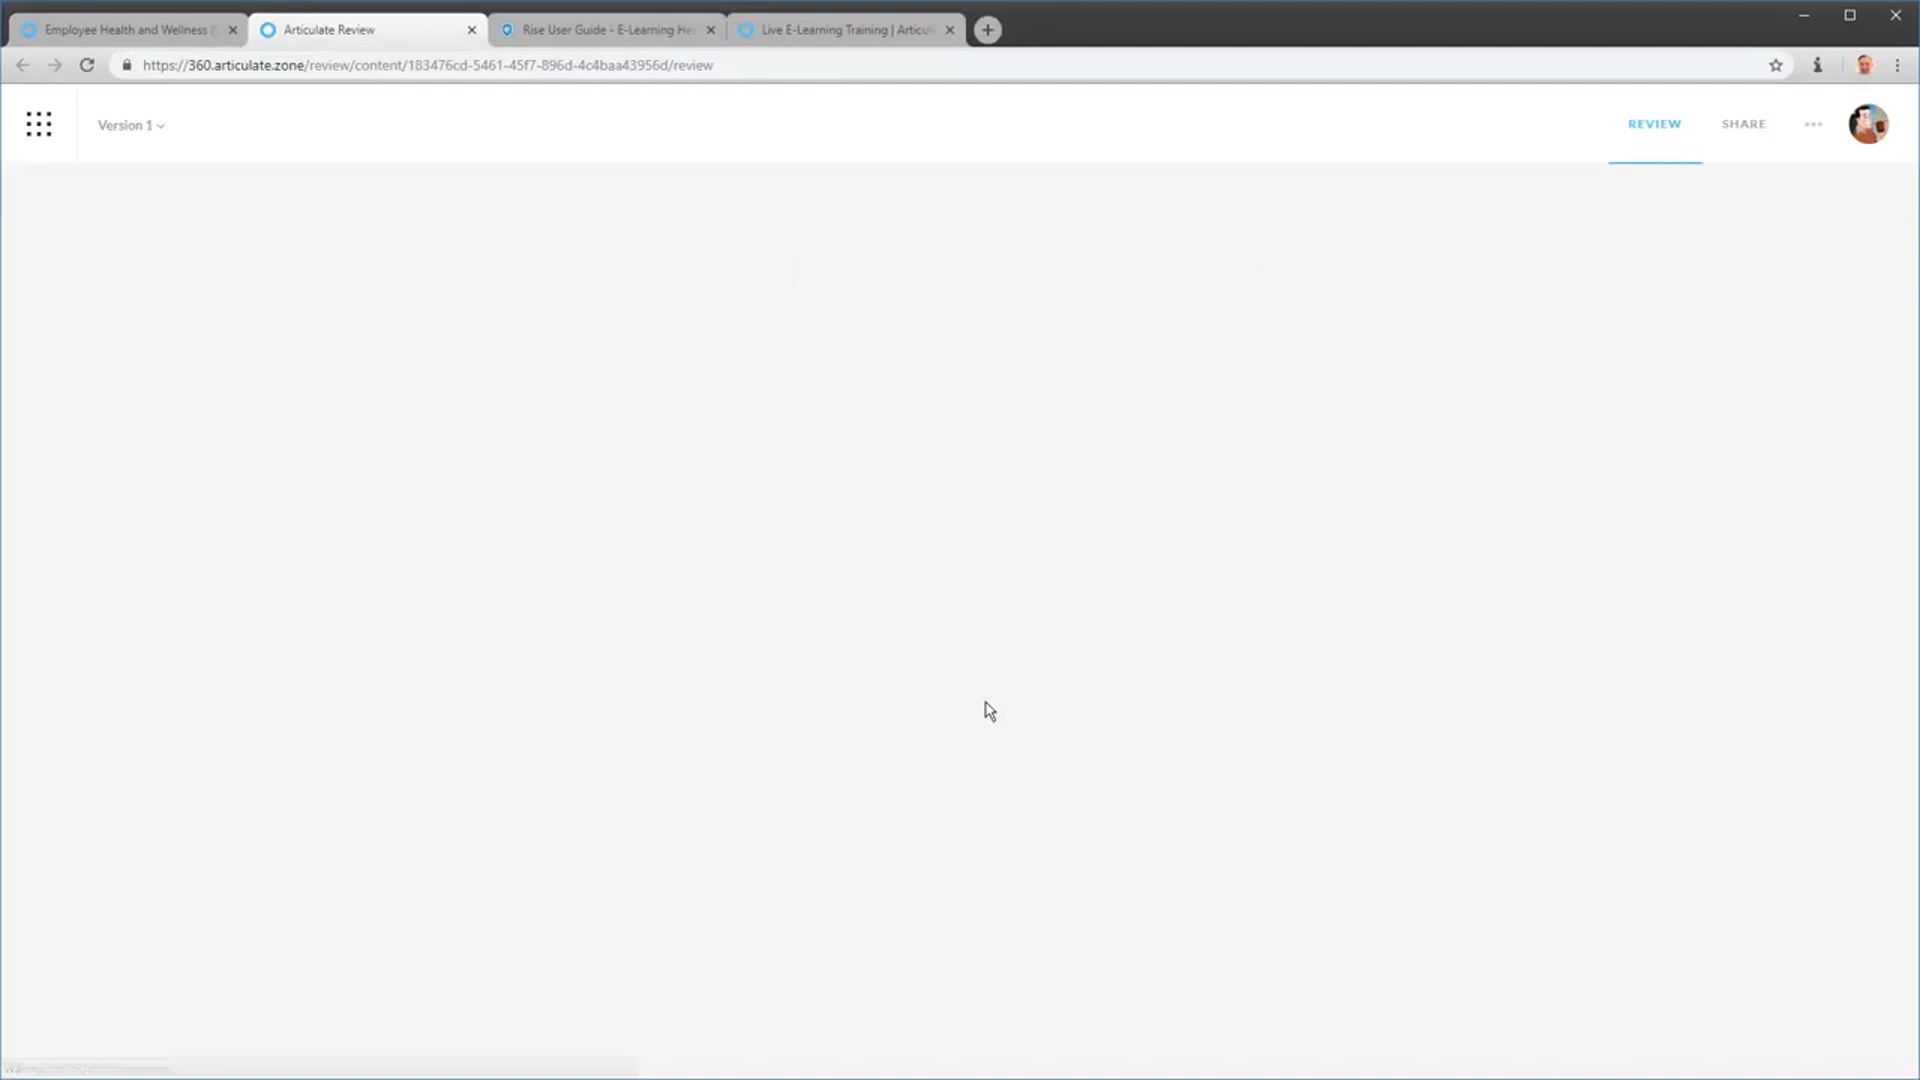 Employee Health and Wellness
Articulate Review
Rise User Guide - E-Learning He
Live E-Learning Training | Articul
https://360.articulate.zone/review/content/183476cd-5461-45f7-896d-4c4baa43956d/review
Version 1
REVIEW
SHARE